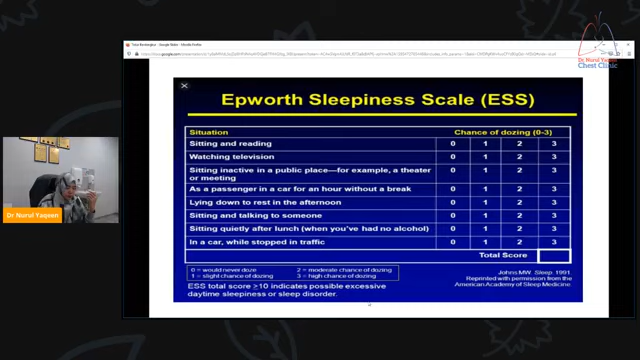 Dr Nurul Yaqeen
Chest Clinic
Epworth Sleepiness Scale (ESS)
Situation Chance of dozing (0-3)
Sitting and reading 0 1 2 3
Watching television 0 1 2 3
Sitting inactive in a public place—for example, a theater
or meeting 0 1 2 3
As a passenger in a car for an hour without a break 0 1 2 3
Lying down to rest in the afternoon 0 1 2 3
Sitting and talking to someone 0 1 2 3
Sitting quietly after lunch (when you've had no alcohol) 0 1 2 3
In a car, while stopped in traffic 0 1 2 3
Total Score
0 = would never doze 2 = moderate chance of dozing
1 = slight chance of dozing 3 = high chance of dozing
ESS total score ≥10 indicates possible excessive
daytime sleepiness or sleep disorder.
Johns MW. Sleep. 1991.
Reprinted with permission from the
American Academy of Sleep Medicine.
Dr Nurul Yaqeen